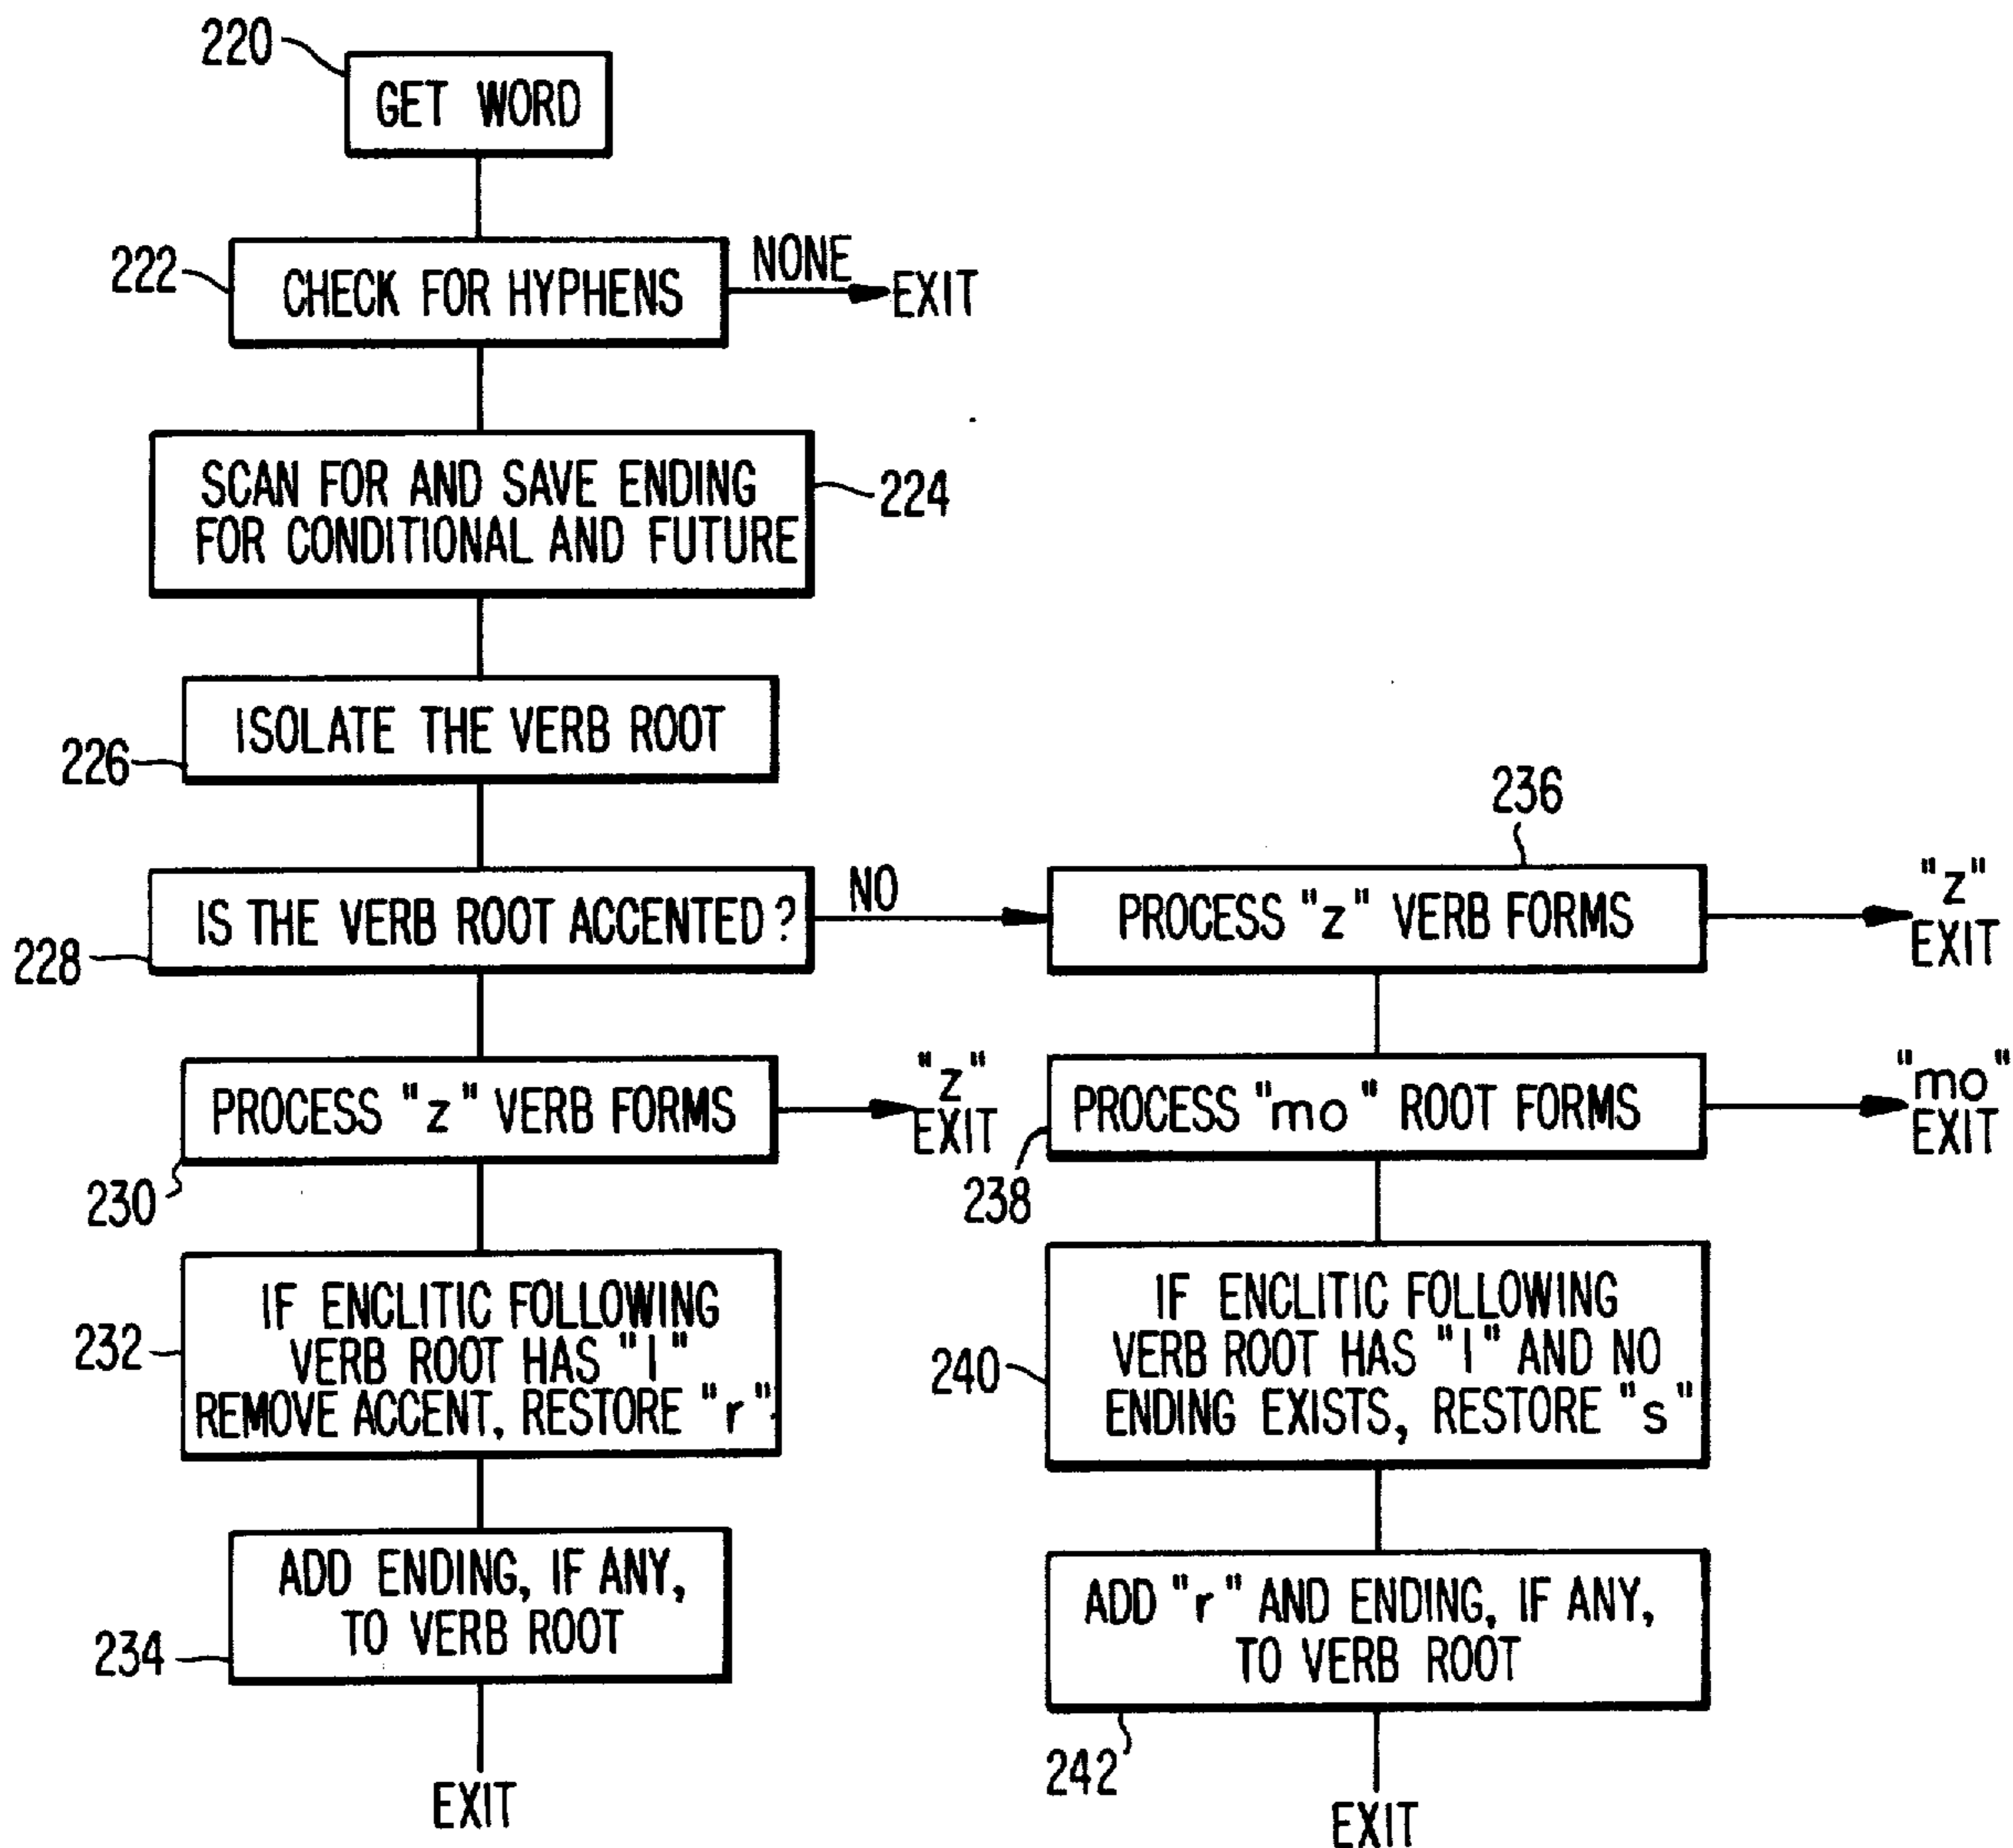 220
GET WORD
222
CHECK FOR HYPHENS
NONE
EXIT
SCAN FOR AND SAVE ENDING
FOR CONDITIONAL AND FUTURE
224
ISOLATE THE VERB ROOT
226
IS THE VERB ROOT ACCENTED?
228
NO
236
PROCESS "z" VERB FORMS
"z"
EXIT
PROCESS "z" VERB FORMS
230
"z"
EXIT
PROCESS "mo" ROOT FORMS
238
"mo"
EXIT
232
IF ENCLITIC FOLLOWING
VERB ROOT HAS "l"
REMOVE ACCENT, RESTORE "r".
240
IF ENCLITIC FOLLOWING
VERB ROOT HAS "l" AND NO
ENDING EXISTS, RESTORE "s"
ADD ENDING, IF ANY,
TO VERB ROOT
234
EXIT
ADD "r" AND ENDING, IF ANY,
TO VERB ROOT
242
EXIT